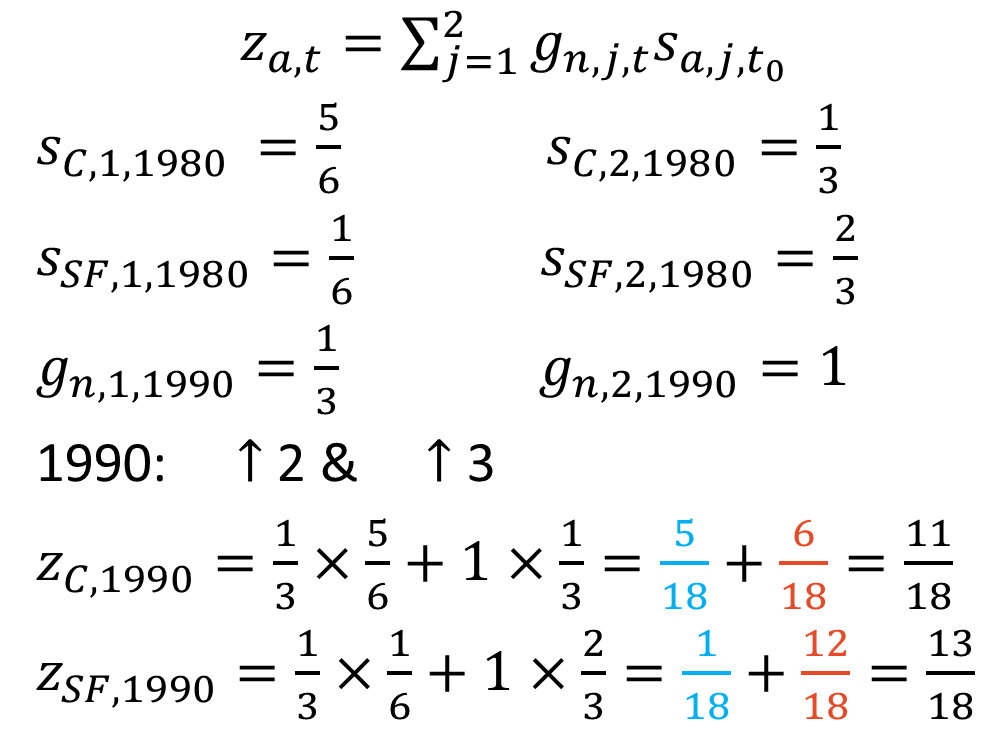 z_{a,t} = ∑_{j=1}^{2} g_{n,j,t} s_{a,j,t_0}
s_{C,1,1980} = 5/6 s_{C,2,1980} = 1/3
s_{SF,1,1980} = 1/6 s_{SF,2,1980} = 2/3
g_{n,1,1990} = 1/3 g_{n,2,1990} = 1
1990: ↑2 & ↑3
z_{C,1990} = 1/3 × 5/6 + 1 × 1/3 = 5/18 + 6/18 = 11/18
z_{SF,1990} = 1/3 × 1/6 + 1 × 2/3 = 1/18 + 12/18 = 13/18